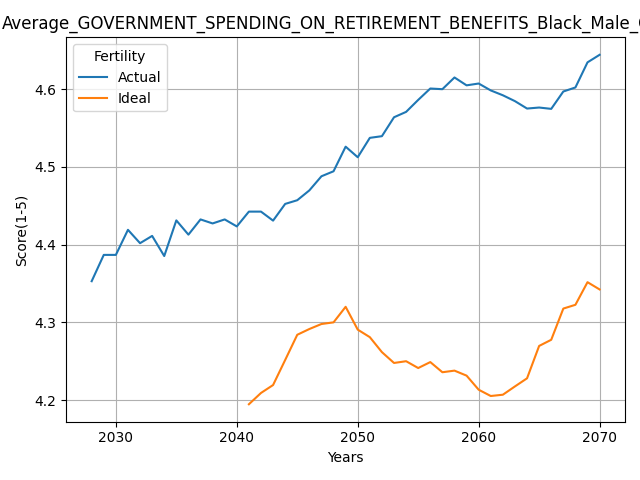 Average_GOVERNMENT_SPENDING_ON_RETIREMENT_BENEFITS_Black_Male_
Fertility
Actual
Ideal
4.6
4.5
4.4
4.3
4.2
Score(1-5)
2030 2040 2050 2060 2070
Years